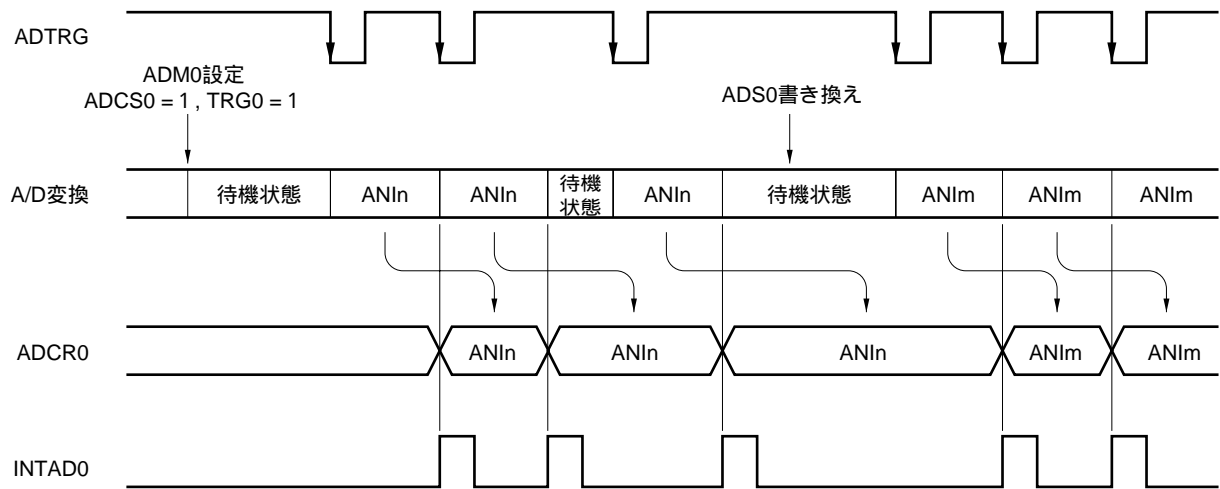 ADTRG
ADM0設定
ADCS0 = 1 , TRG0 = 1
ADS0書き換え
A/D変換
待機状態
ANIn
ANIn
待機
状態
ANIn
待機状態
ANIm
ANIm
ANIm
ADCR0
ANIn
ANIn
ANIn
ANIm
ANIm
INTAD0